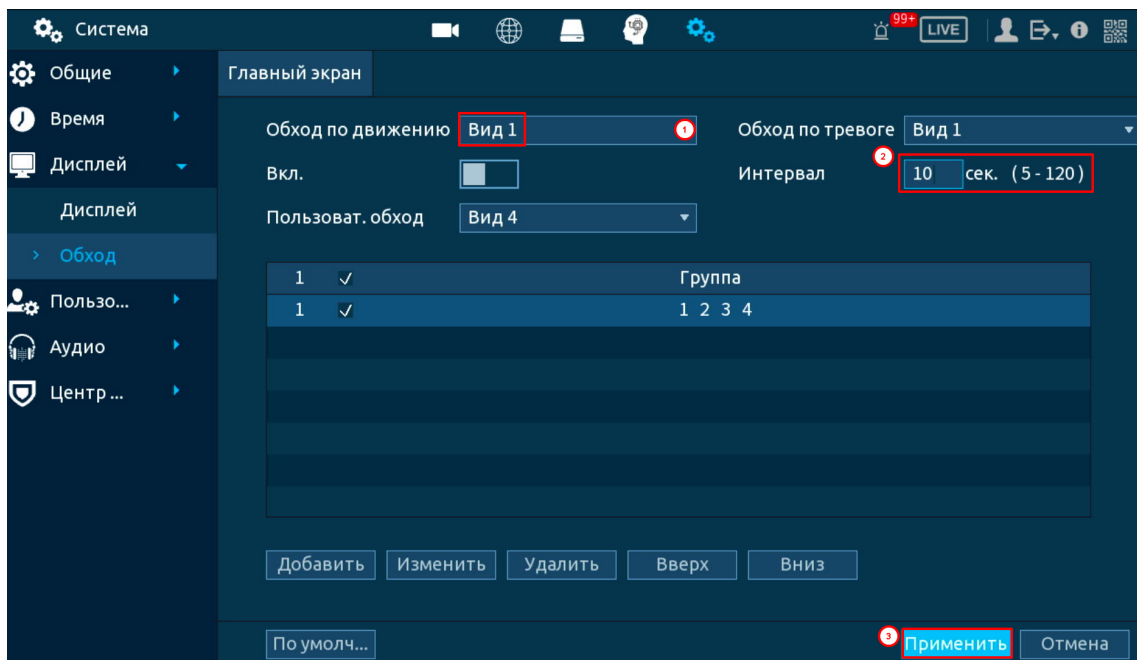 Система 99+ LIVE
Общие
Время
Дисплей
Дисплей
> Обход
Пользо...
Аудио
Центр ...
Главный экран
Обход по движению Вид 1 1 Обход по тревоге Вид 1
Вкл. Интервал 2 10 сек. (5 - 120)
Пользоват. обход Вид 4
1 Группа
1 1 2 3 4
Добавить Изменить Удалить Вверх Вниз
По умолч... 3 Применить Отмена